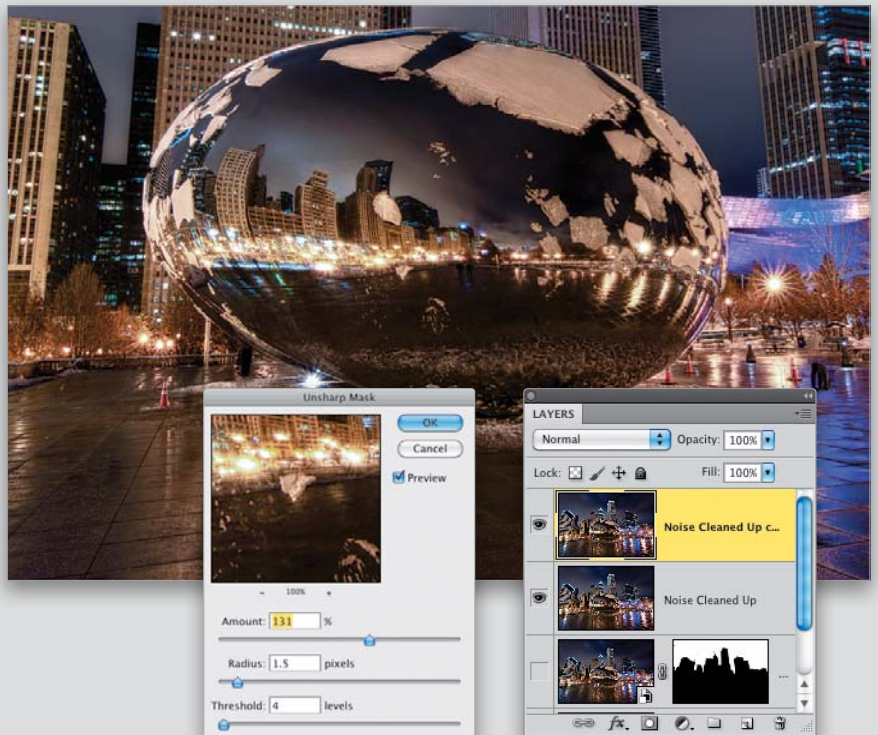 Unsharp Mask
OK
Cancel
Preview
- 100% +
Amount: 131 %
Radius: 1.5 pixels
Threshold: 4 levels
LAYERS
Normal Opacity: 100%
Lock: Fill: 100%
Noise Cleaned Up c...
Noise Cleaned Up
...
fx.